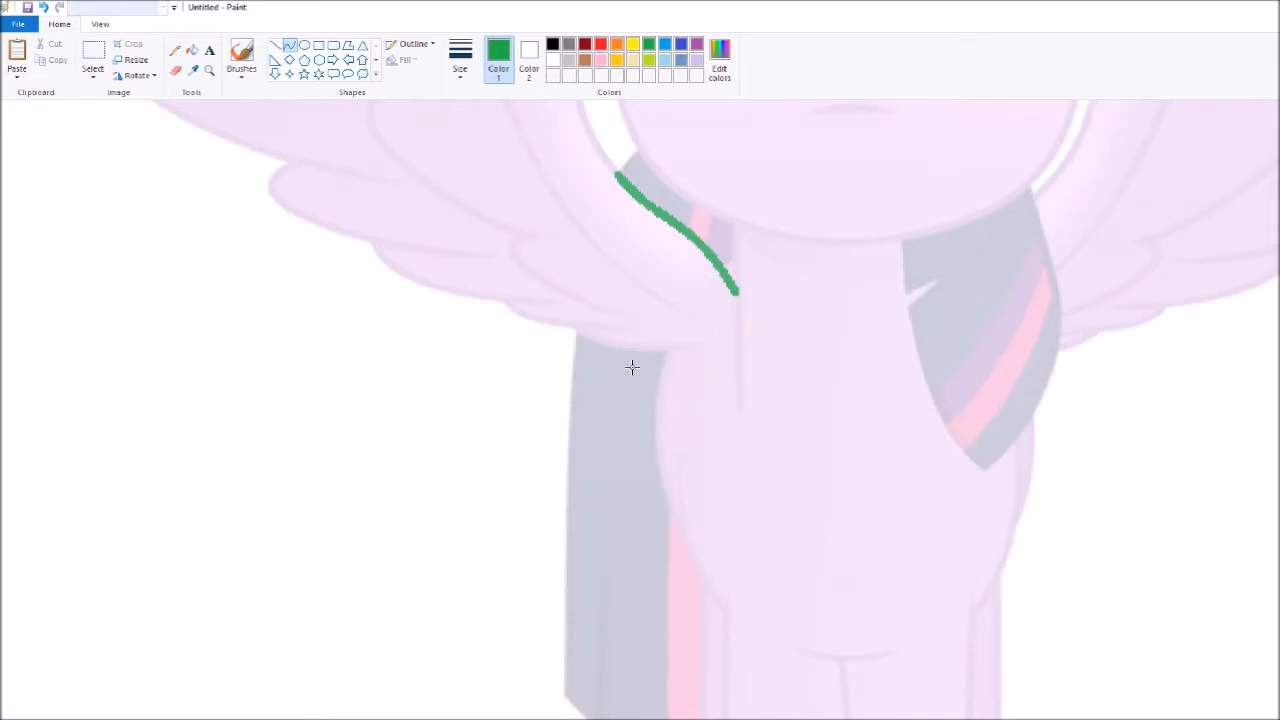 Untitled - Paint
File
Home
View
Paste
Cut
Copy
Clipboard
Select
Crop
Resize
Rotate
Image
A
Tools
Brushes
Outline
Fill
Shapes
Size
Color
1
Color
2
Edit
colors
Colors